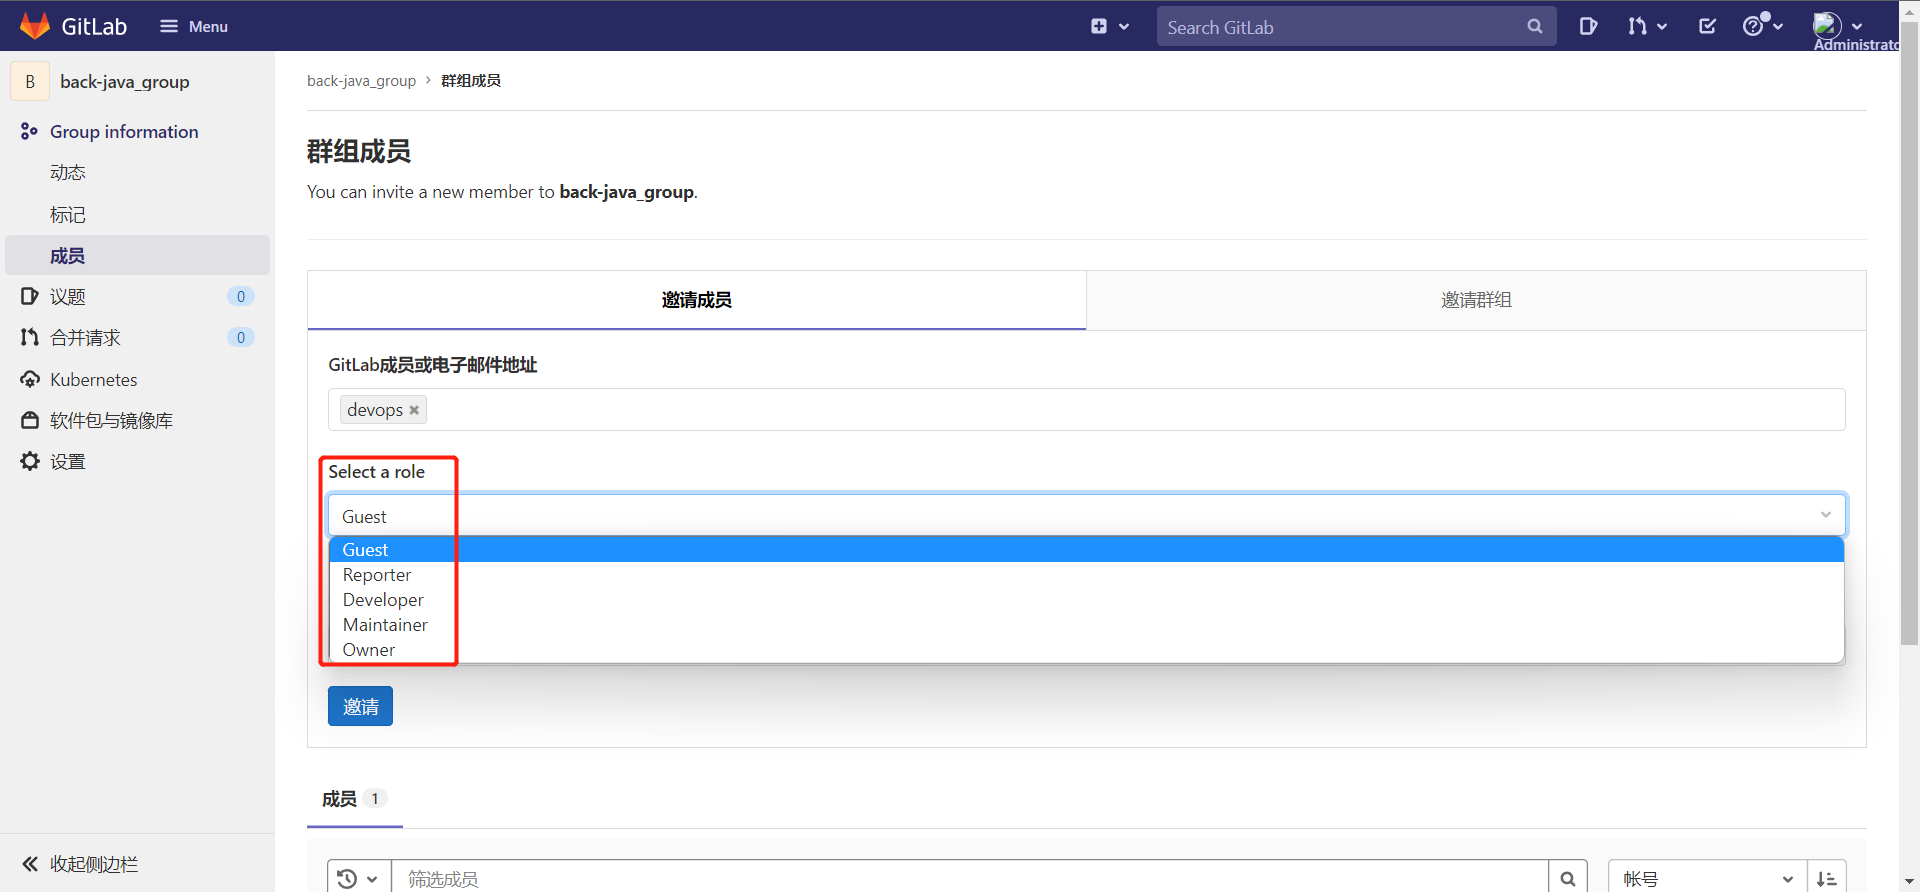 GitLab
Menu
Search GitLab
Administrato
B
back-java_group
Group information
动态
标记
成员
议题
0
合并请求
0
Kubernetes
软件包与镜像库
设置
收起侧边栏
back-java_group › 群组成员
群组成员
You can invite a new member to back-java_group.
邀请成员
邀请群组
GitLab成员或电子邮件地址
devops
Select a role
Guest
Guest
Reporter
Developer
Maintainer
Owner
邀请
成员 1
筛选成员
帐号